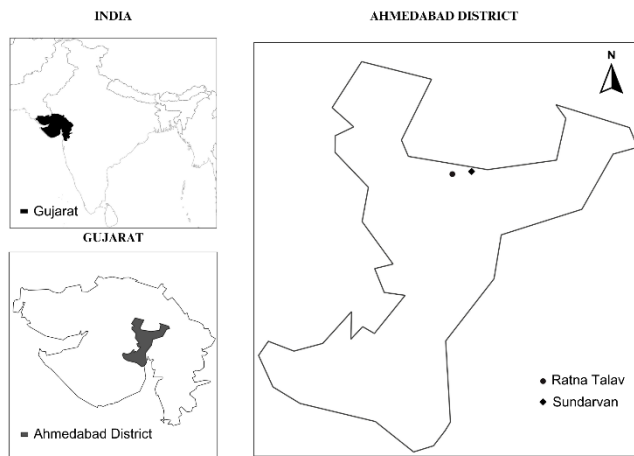 INDIA
Gujarat
GUJARAT
Ahmedabad District
AHMEDABAD DISTRICT
N
Ratna Talav
Sundarvan